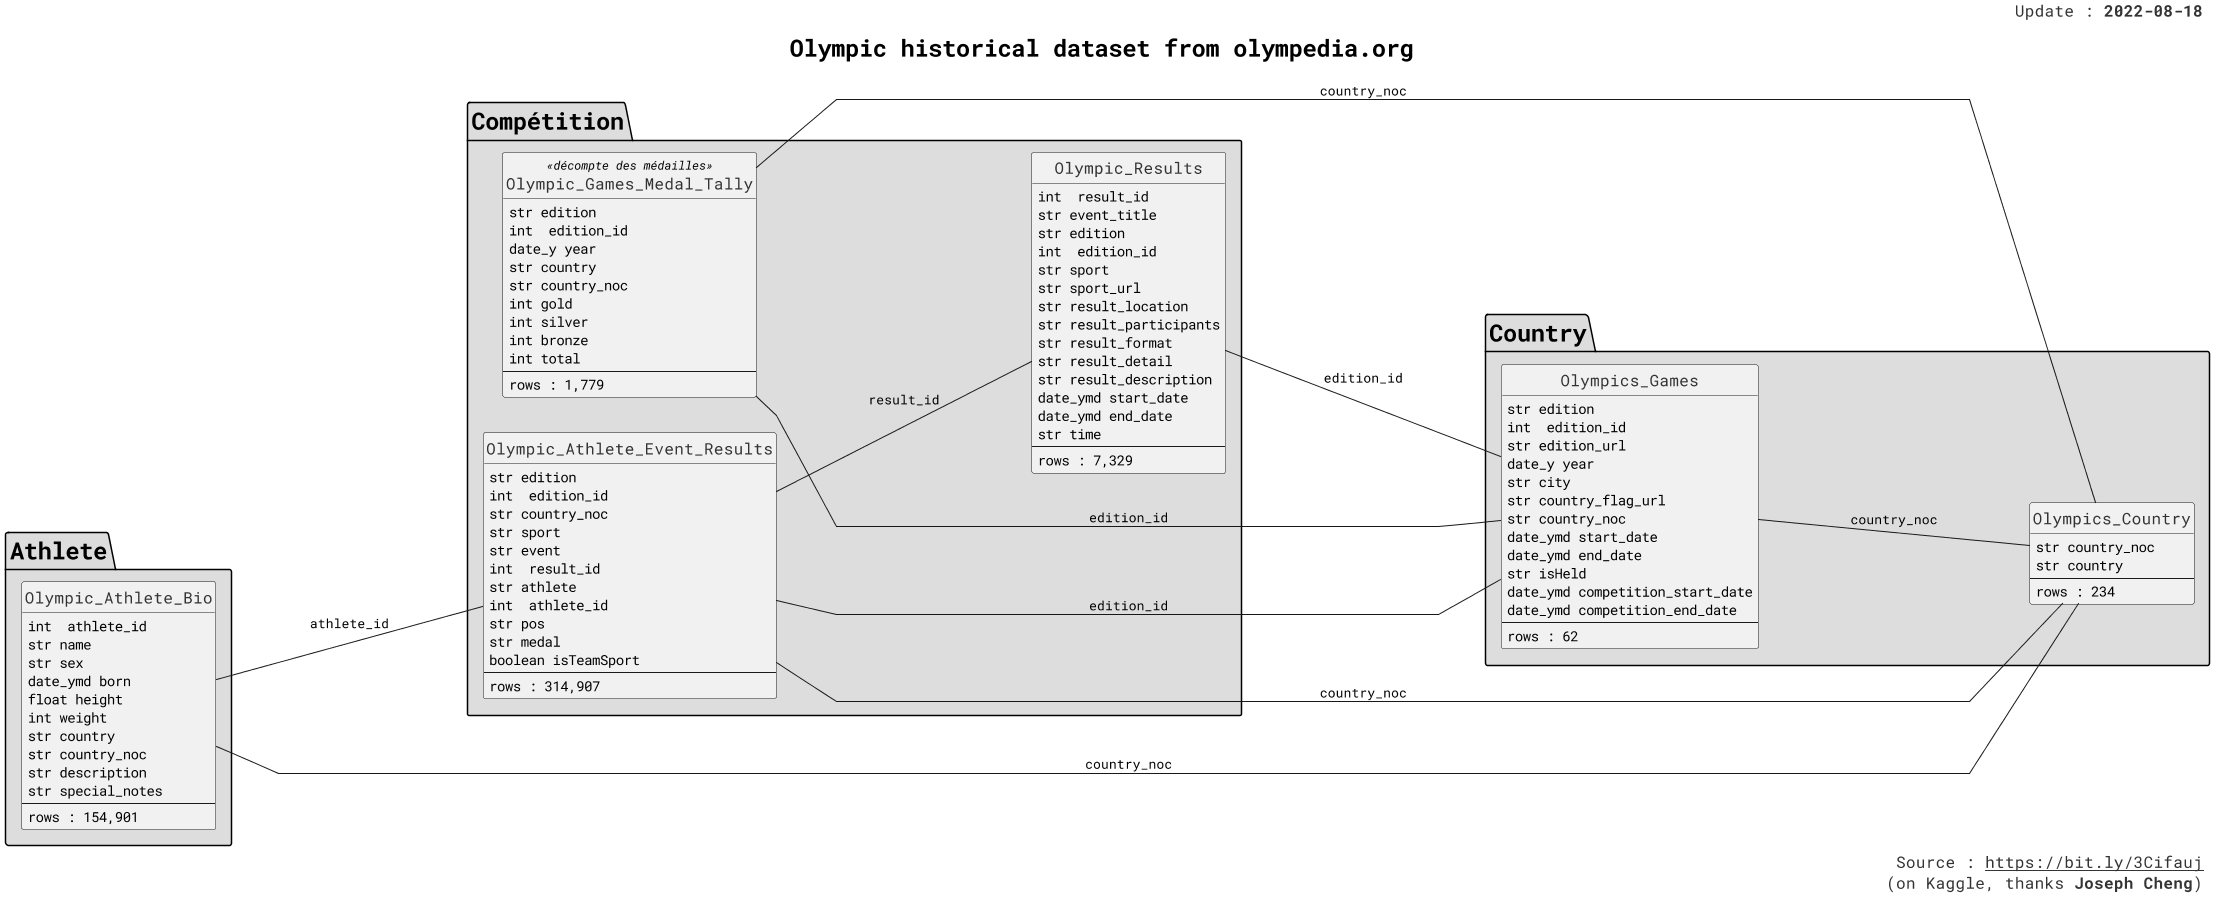 Update : 2022-08-18
Olympic historical dataset from olympedia.org
country_noc
Compétition
«décompte des médailles»
Olympic_Games_Medal_Tally
str edition
int  edition_id
date_y year
str country
str country_noc
int gold
int silver
int bronze
int total
rows : 1,779
Olympic_Results
int  result_id
str event_title
str edition
int  edition_id
str sport
str sport_url
str result_location
str result_participants
str result_format
str result_detail
str result_description
date_ymd start_date
date_ymd end_date
str time
rows : 7,329
result_id
edition_id
Olympic_Athlete_Event_Results
str edition
int  edition_id
str country_noc
str sport
str event
int  result_id
str athlete
int  athlete_id
str pos
str medal
boolean isTeamSport
rows : 314,907
edition_id
edition_id
country_noc
Country
Olympics_Games
str edition
int  edition_id
str edition_url
date_y year
str city
str country_flag_url
str country_noc
date_ymd start_date
date_ymd end_date
str isHeld
date_ymd competition_start_date
date_ymd competition_end_date
rows : 62
country_noc
Olympics_Country
str country_noc
str country
rows : 234
Athlete
Olympic_Athlete_Bio
int  athlete_id
str name
str sex
date_ymd born
float height
int weight
str country
str country_noc
str description
str special_notes
rows : 154,901
athlete_id
country_noc
Source : https://bit.ly/3Cifauj
(on Kaggle, thanks Joseph Cheng)